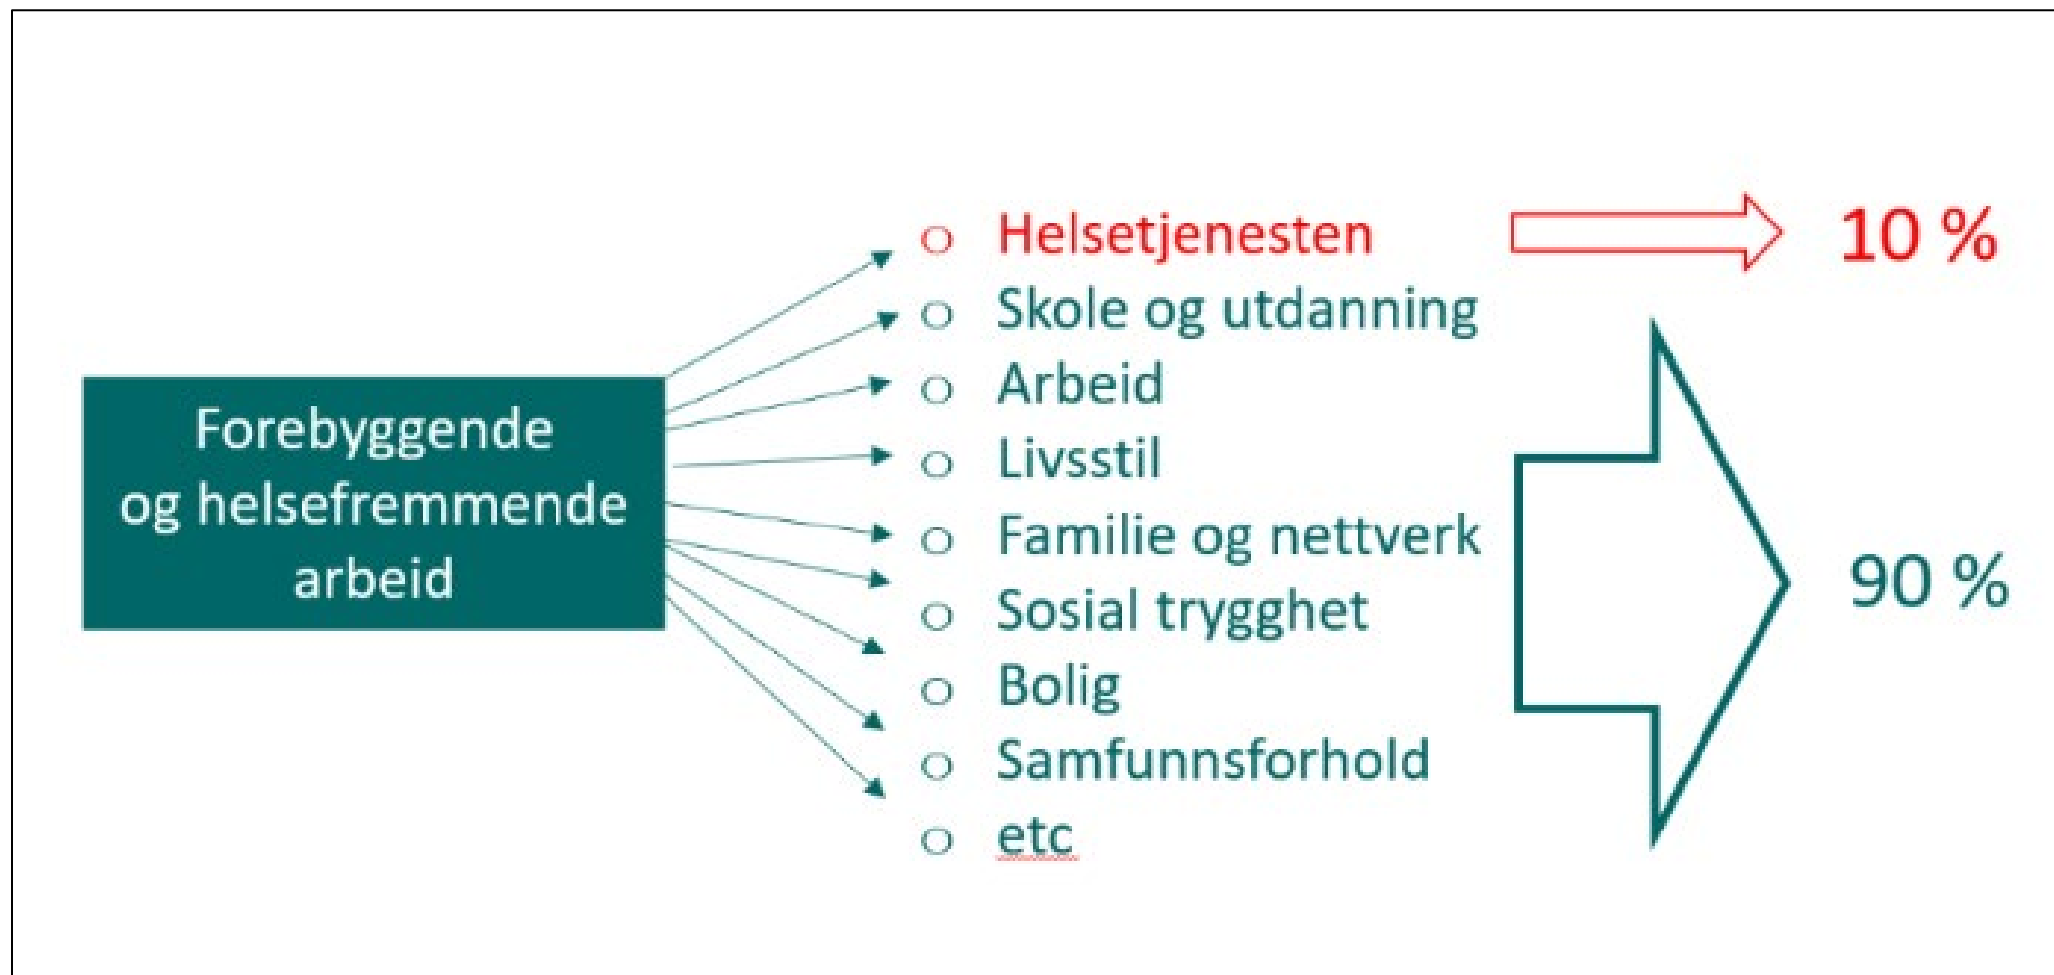 Forebyggende
og helsefremmende
arbeid
Helsetjenesten
10 %
Skole og utdanning
Arbeid
Livsstil
Familie og nettverk
Sosial trygghet
Bolig
Samfunnsforhold
etc
90 %